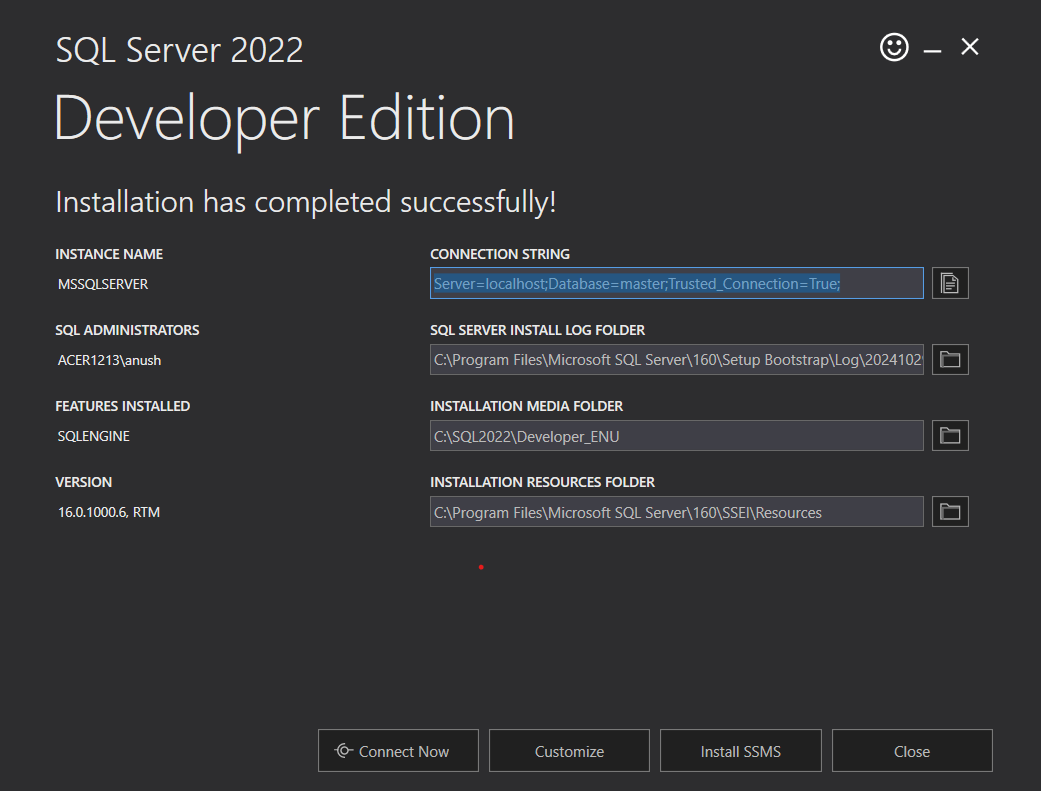 SQL Server 2022
Developer Edition
Installation has completed successfully!
INSTANCE NAME
MSSQLSERVER
CONNECTION STRING
Server=localhost;Database=master;Trusted_Connection=True;
SQL ADMINISTRATORS
ACER1213\anush
SQL SERVER INSTALL LOG FOLDER
C:\Program Files\Microsoft SQL Server\160\Setup Bootstrap\Log\2024102
FEATURES INSTALLED
SQLENGINE
INSTALLATION MEDIA FOLDER
C:\SQL2022\Developer_ENU
VERSION
16.0.1000.6, RTM
INSTALLATION RESOURCES FOLDER
C:\Program Files\Microsoft SQL Server\160\SSEI\Resources
Connect Now
Customize
Install SSMS
Close